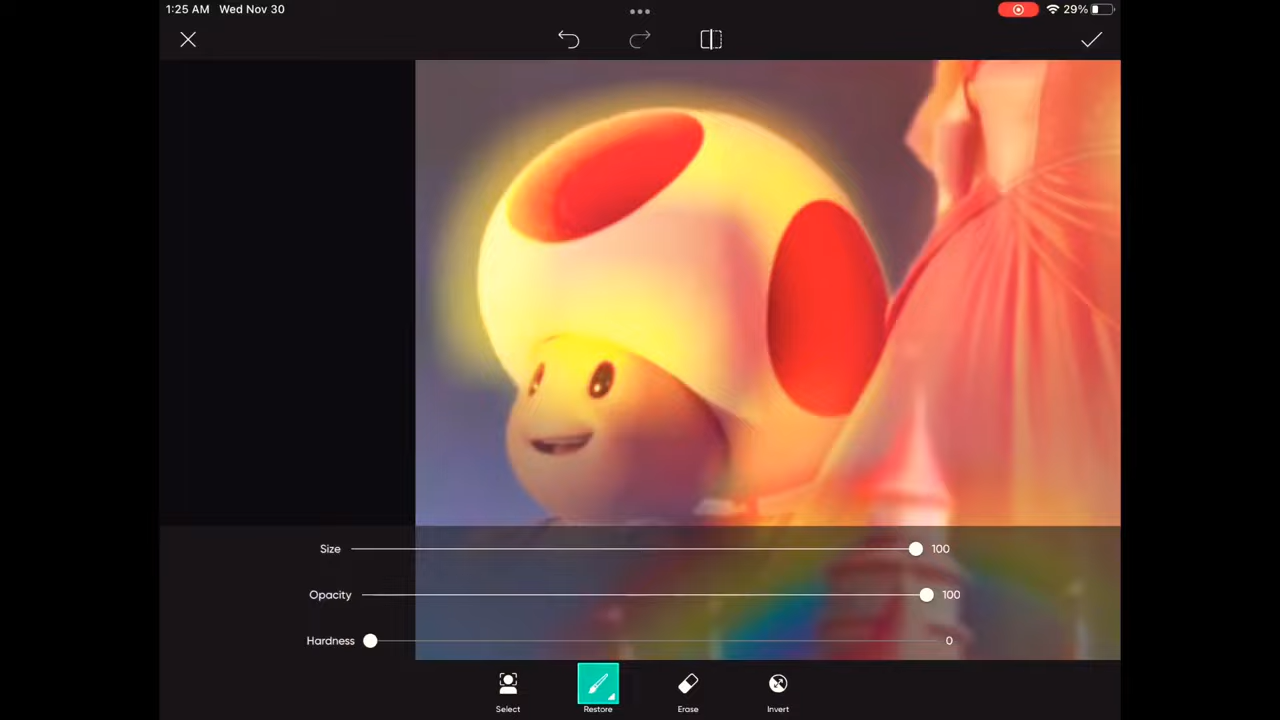 1:25 AM Wed Nov 30
29%
Size 100
Opacity 100
Hardness 0
Select Restore Erase Invert